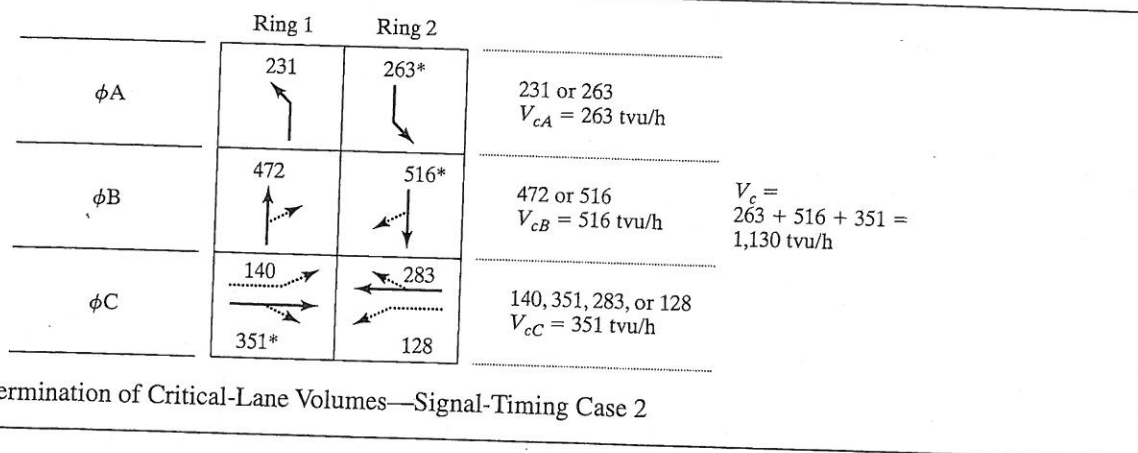 Ring 1 Ring 2
ϕA
231
263*
231 or 263
V_cA = 263 tvu/h
ϕB
472
516*
472 or 516
V_cB = 516 tvu/h
V_c =
263 + 516 + 351 =
1,130 tvu/h
ϕC
140
283
351*
128
140, 351, 283, or 128
V_cC = 351 tvu/h
ermination of Critical-Lane Volumes—Signal-Timing Case 2